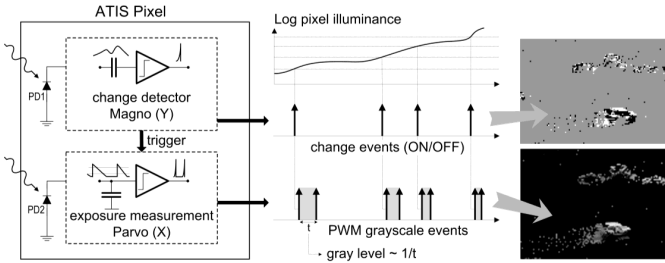 ATIS Pixel
PD1
change detector
Magno (Y)
trigger
PD2
exposure measurement
Parvo (X)
Log pixel illuminance
change events (ON/OFF)
t
PWM grayscale events
gray level ~ 1/t